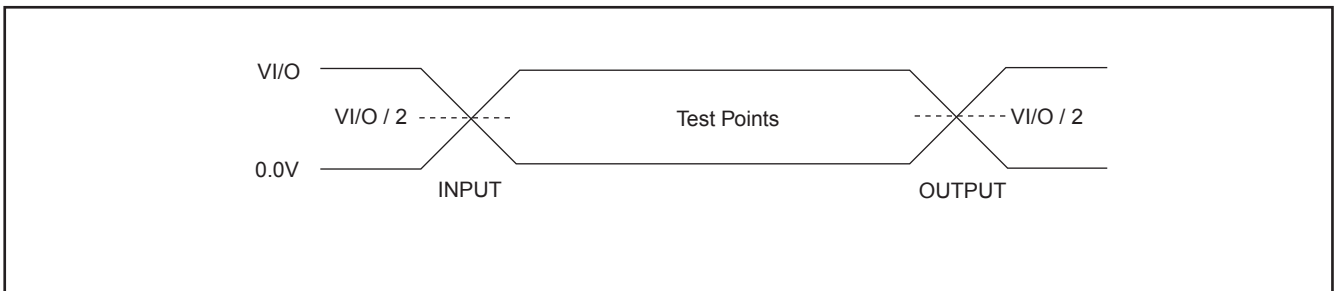 VI/O
VI/O / 2
Test Points
VI/O / 2
0.0V
INPUT
OUTPUT